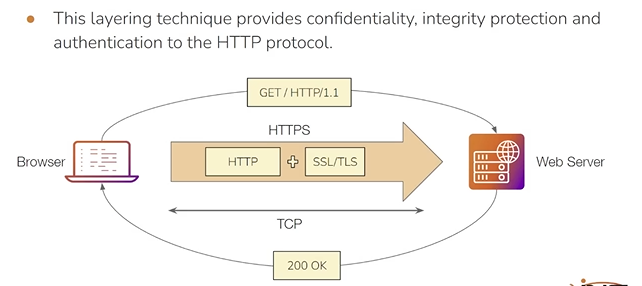 This layering technique provides confidentiality, integrity protection and
authentication to the HTTP protocol.
GET / HTTP/1.1
HTTPS
Browser
HTTP + SSL/TLS
Web Server
TCP
200 OK